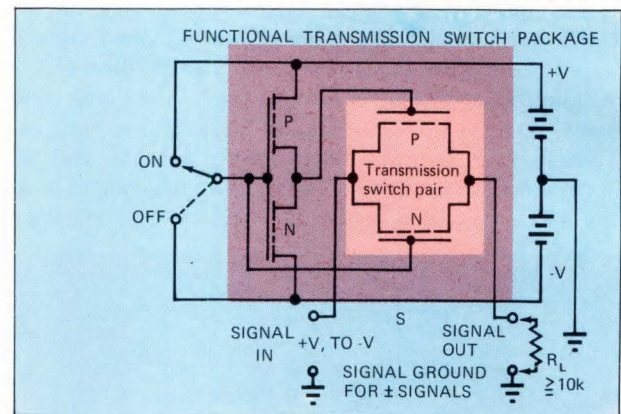 FUNCTIONAL TRANSMISSION SWITCH PACKAGE
+V
P
P
ON
Transmission
switch pair
OFF
N
N
-V
S
SIGNAL
IN
+V, TO -V
SIGNAL
OUT
R_L
≧10k
SIGNAL GROUND
FOR ± SIGNALS